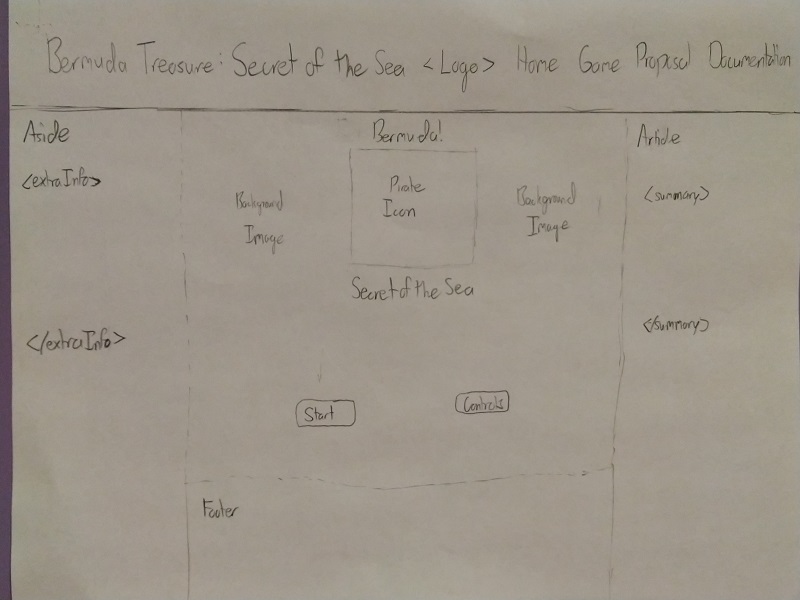 Bermuda Treasure: Secret of the Sea <Logo> Home Game Proposal Documentation
Aside
<extraInfo>
</extraInfo>
Bermuda!
Pirate
Icon
Background
Image
Background
Image
Secret of the Sea
Start
Controls
Article
<summary>
</summary>
Footer